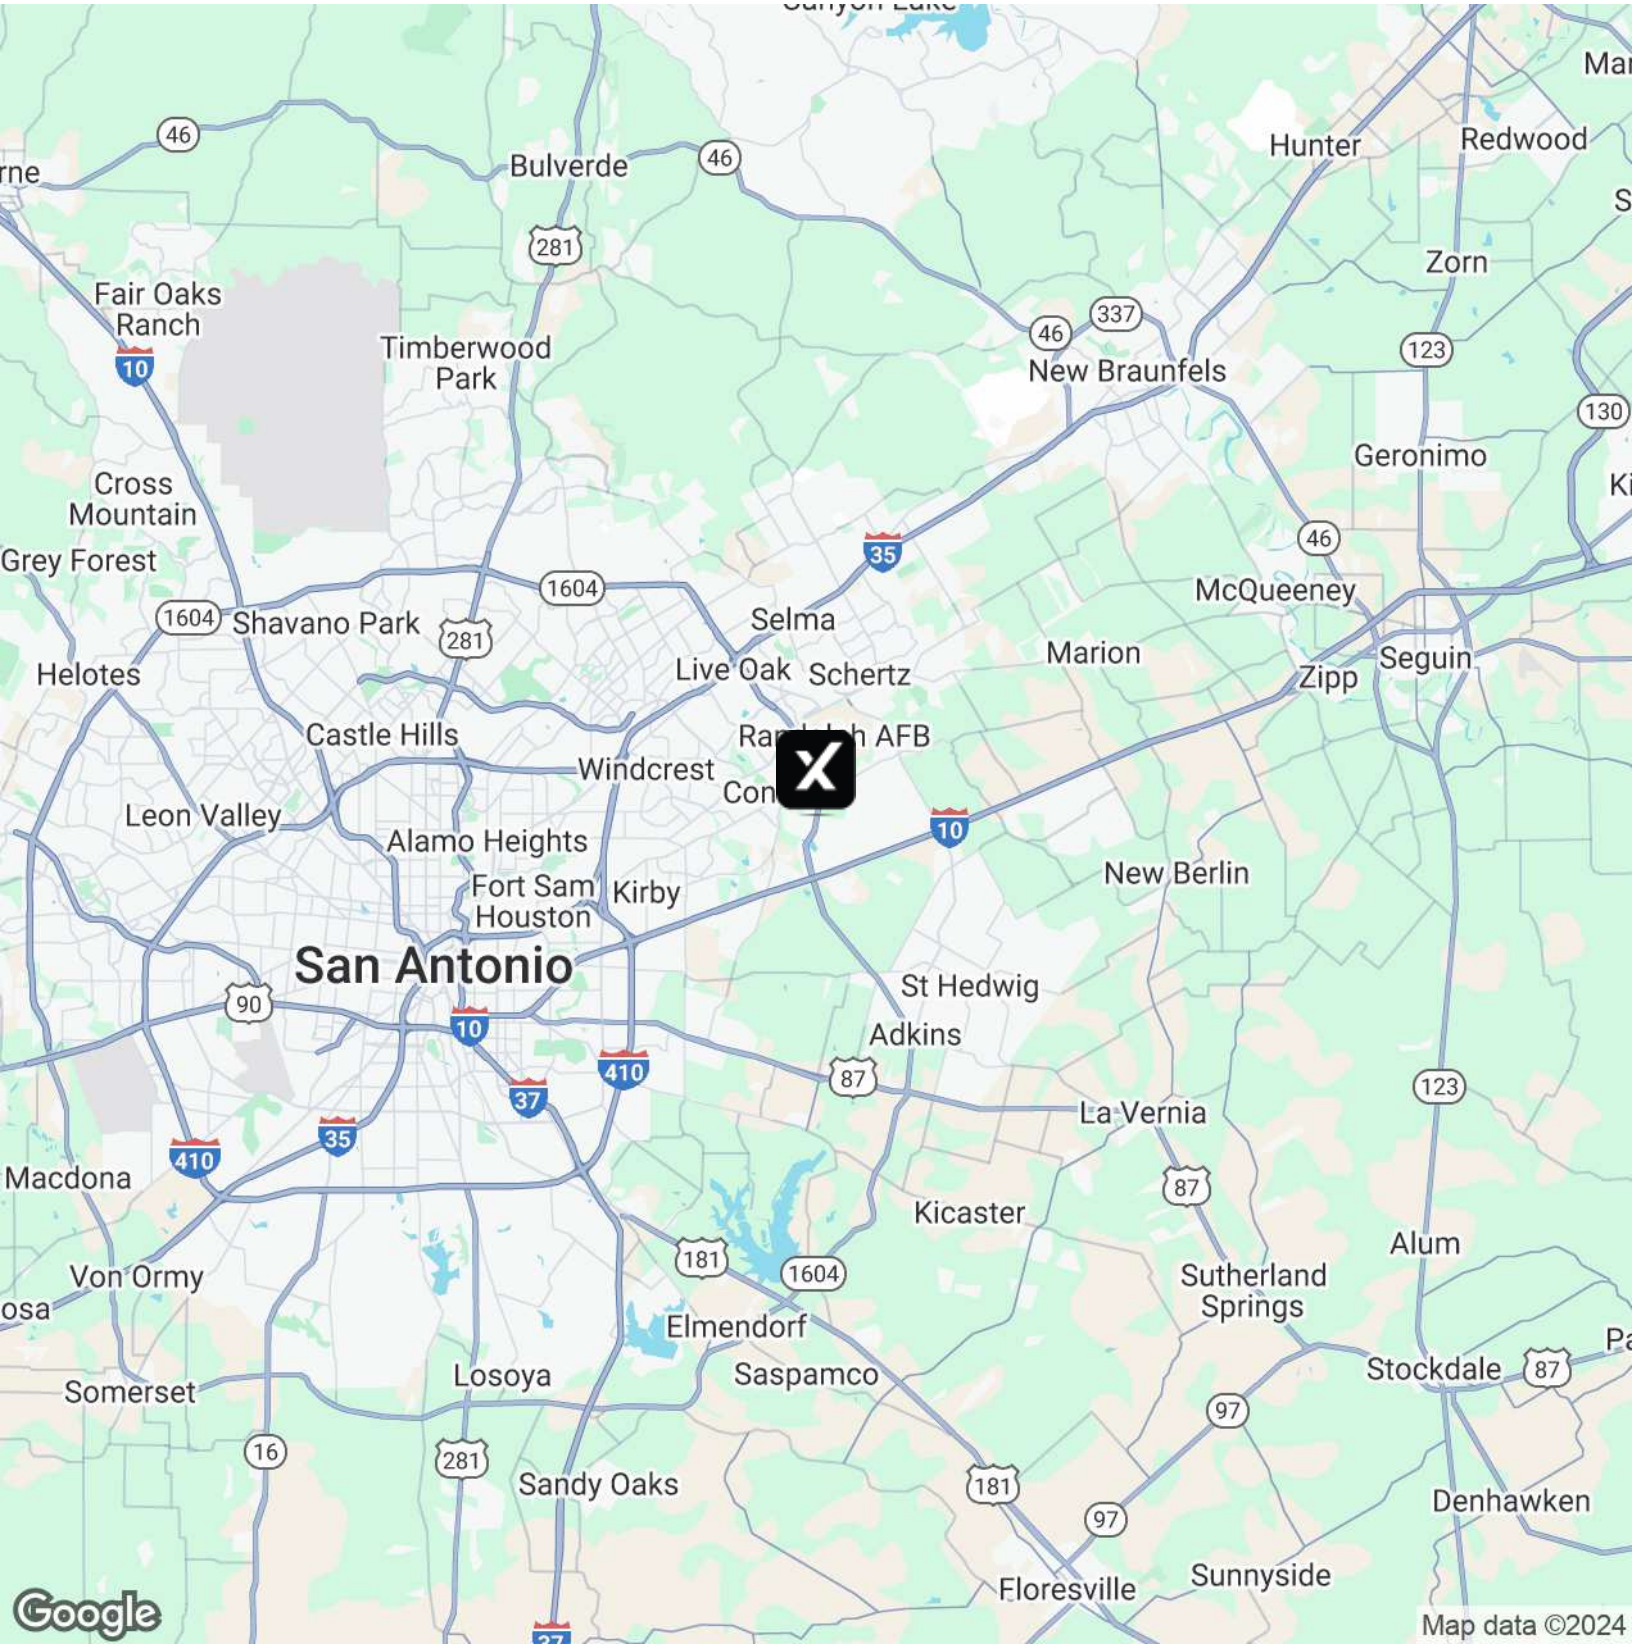 46
46
Bulverde
Hunter
Redwood
281
Zorn
Fair Oaks
Ranch
10
Timberwood
Park
46
337
New Braunfels
123
130
Geronimo
Cross
Mountain
35
46
Grey Forest
1604
1604
Shavano Park
281
Selma
McQueeney
Helotes
Live Oak
Schertz
Marion
Zipp
Seguin
Castle Hills
AFB
X
Windcrest
Leon Valley
Alamo Heights
10
New Berlin
Fort Sam
Houston
Kirby
San Antonio
90
10
St Hedwig
Adkins
410
87
37
La Vernia
123
35
410
Macdona
87
Kicaster
181
1604
Alum
Von Ormy
osa
Sutherland
Springs
Elmendorf
Saspamco
Stockdale
87
Losoya
Somerset
97
16
281
Sandy Oaks
181
Denhawken
97
Floresville
Sunnyside
Google
37
Map data ©2024